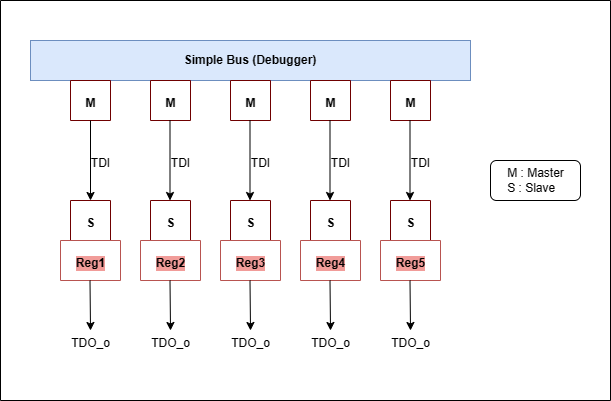 Simple Bus (Debugger)
M M M M M
TDI TDI TDI TDI TDI
M : Master
S : Slave
S S S S S
Reg1 Reg2 Reg3 Reg4 Reg5
TDO_o TDO_o TDO_o TDO_o TDO_o